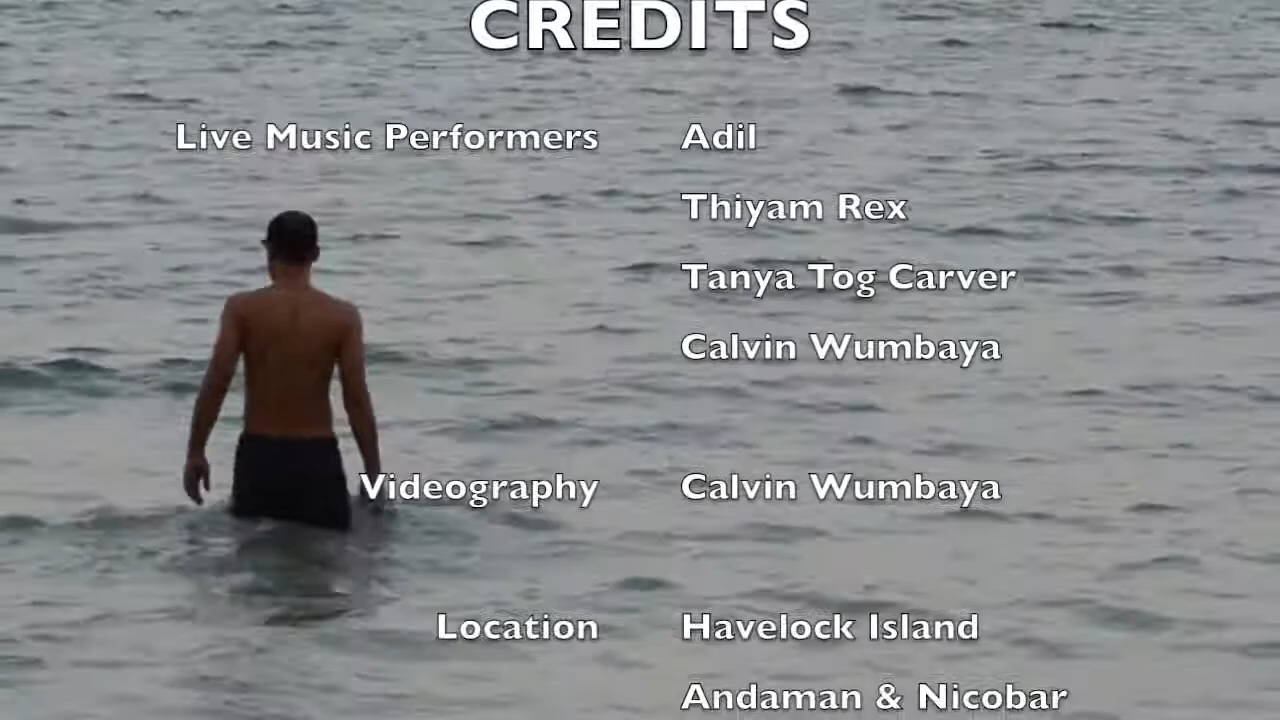 CREDITS
Live Music Performers Adil
Thiyam Rex
Tanya Tog Carver
Calvin Wumbaya
Videography Calvin Wumbaya
Location Havelock Island
Andaman & Nicobar